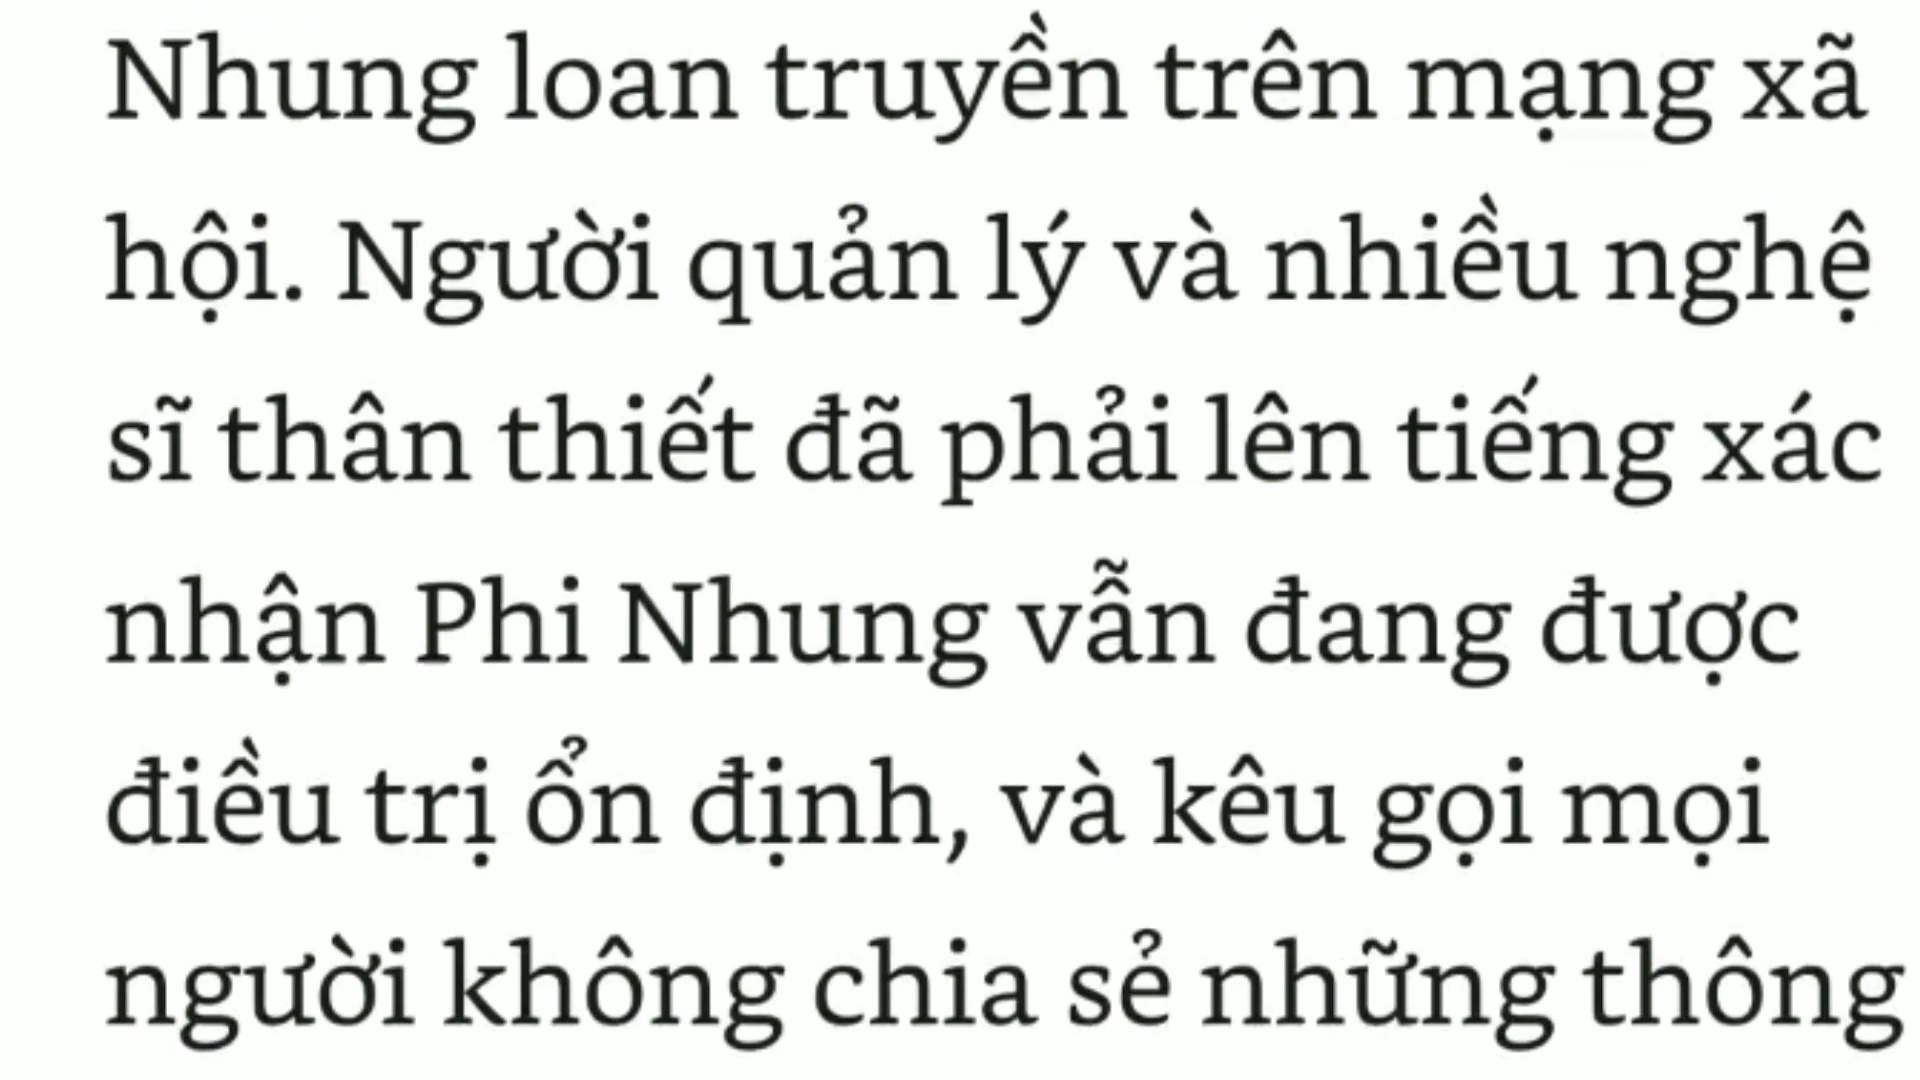 Nhung loan truyền trên mạng xã
hội. Người quản lý và nhiều nghệ
sĩ thân thiết đã phải lên tiếng xác
nhận Phi Nhung vẫn đang được
điều trị ổn định, và kêu gọi mọi
người không chia sẻ những thông